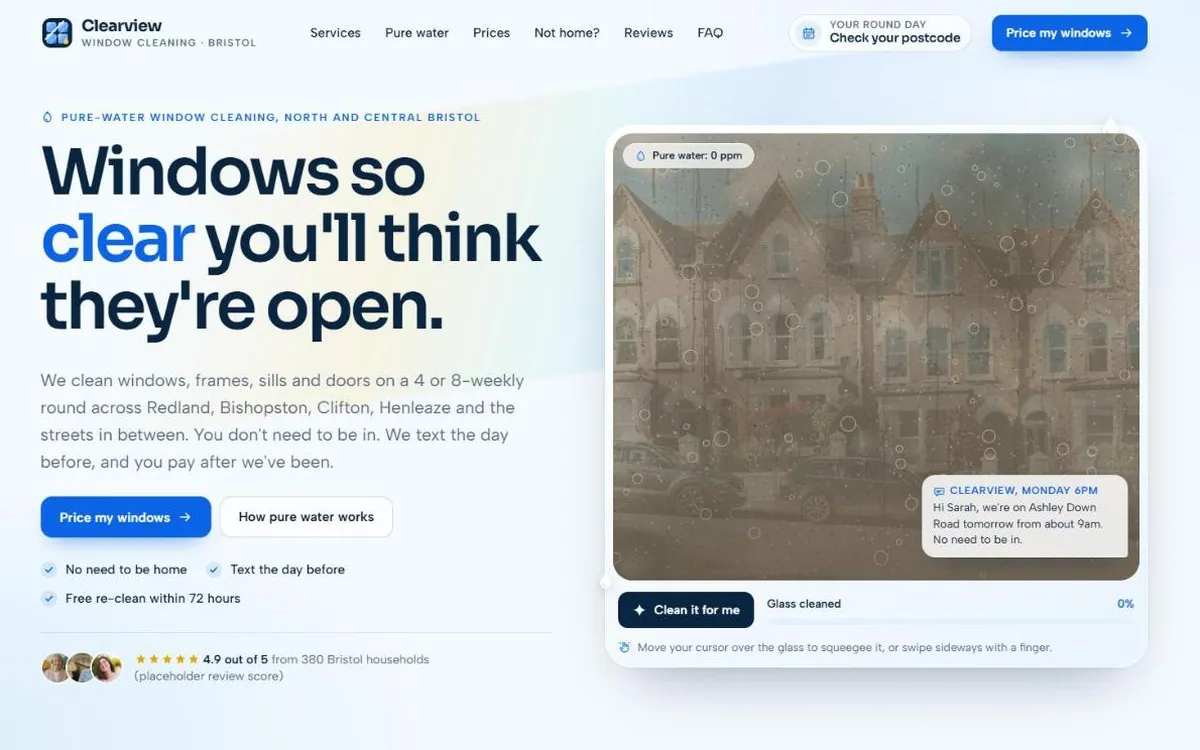 Clearview
WINDOW CLEANING · BRISTOL
Services
Pure water
Prices
Not home?
Reviews
FAQ
YOUR ROUND DAY
Check your postcode
Price my windows →
PURE-WATER WINDOW CLEANING, NORTH AND CENTRAL BRISTOL
Windows so
clear you'll think
they're open.
We clean windows, frames, sills and doors on a 4 or 8-weekly
round across Redland, Bishopston, Clifton, Henleaze and the
streets in between. You don't need to be in. We text the day
before, and you pay after we've been.
Price my windows →
How pure water works
No need to be home
Text the day before
Free re-clean within 72 hours
★★★★★ 4.9 out of 5 from 380 Bristol households
(placeholder review score)
Pure water: 0 ppm
CLEARVIEW, MONDAY 6PM
Hi Sarah, we're on Ashley Down
Road tomorrow from about 9am.
No need to be in.
Clean it for me
Glass cleaned
0%
Move your cursor over the glass to squeegee it, or swipe sideways with a finger.